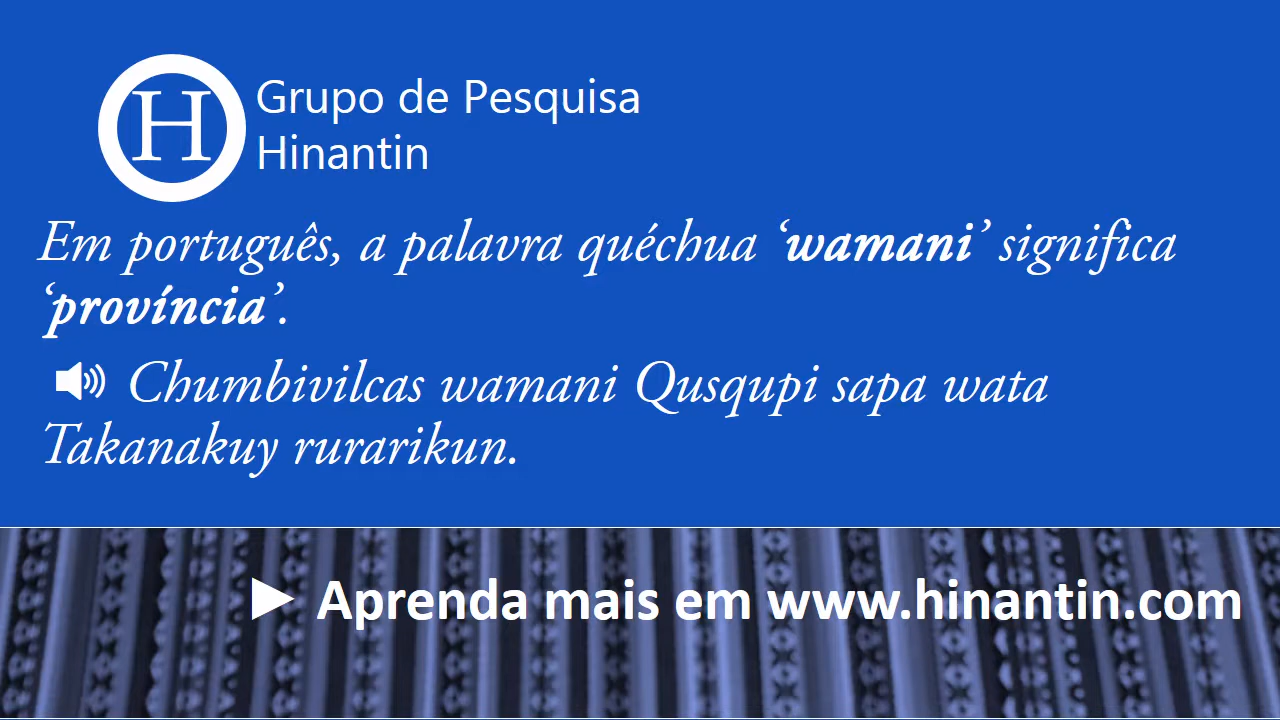 H
Grupo de Pesquisa
Hinantin
Em português, a palavra quéchua ‘wamani’ significa
‘província’.
Chumbivilcas wamani Qusqupi sapa wata
Takanakuy rurarikun.
► Aprenda mais em www.hinantin.com